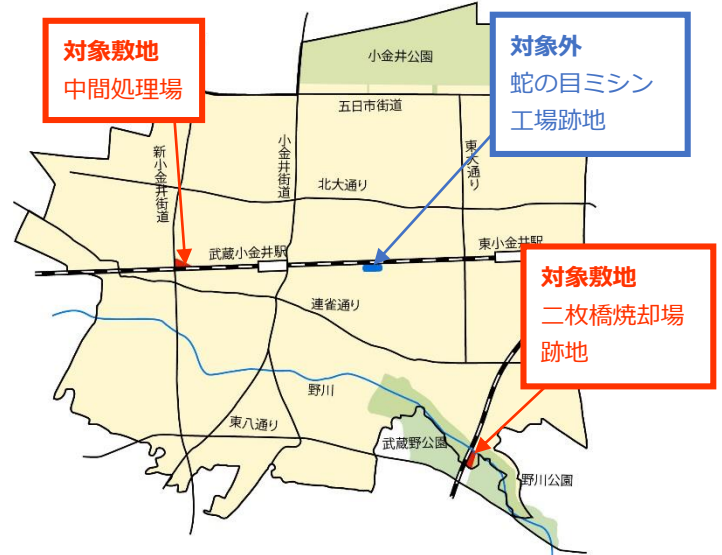 対象敷地
中間処理場
対象外
蛇の目ミシン
工場跡地
小金井公園
五日市街道
新小金井街道
小金井街道
東大通り
北大通り
武蔵小金井駅
東小金井駅
対象敷地
二枚橋焼却場
跡地
連雀通り
野川
東八通り
武蔵野公園
野川公園